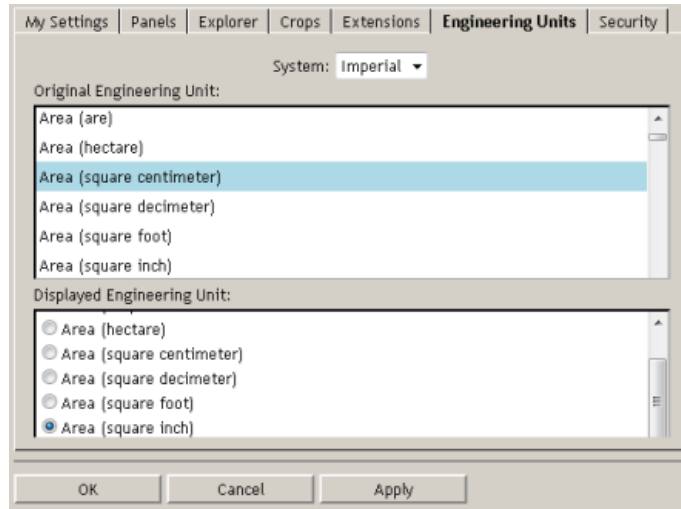 My Settings Panels Explorer Crops Extensions Engineering Units Security
System: Imperial
Original Engineering Unit:
Area (are)
Area (hectare)
Area (square centimeter)
Area (square decimeter)
Area (square foot)
Area (square inch)
Displayed Engineering Unit:
Area (hectare)
Area (square centimeter)
Area (square decimeter)
Area (square foot)
Area (square inch)
OK Cancel Apply